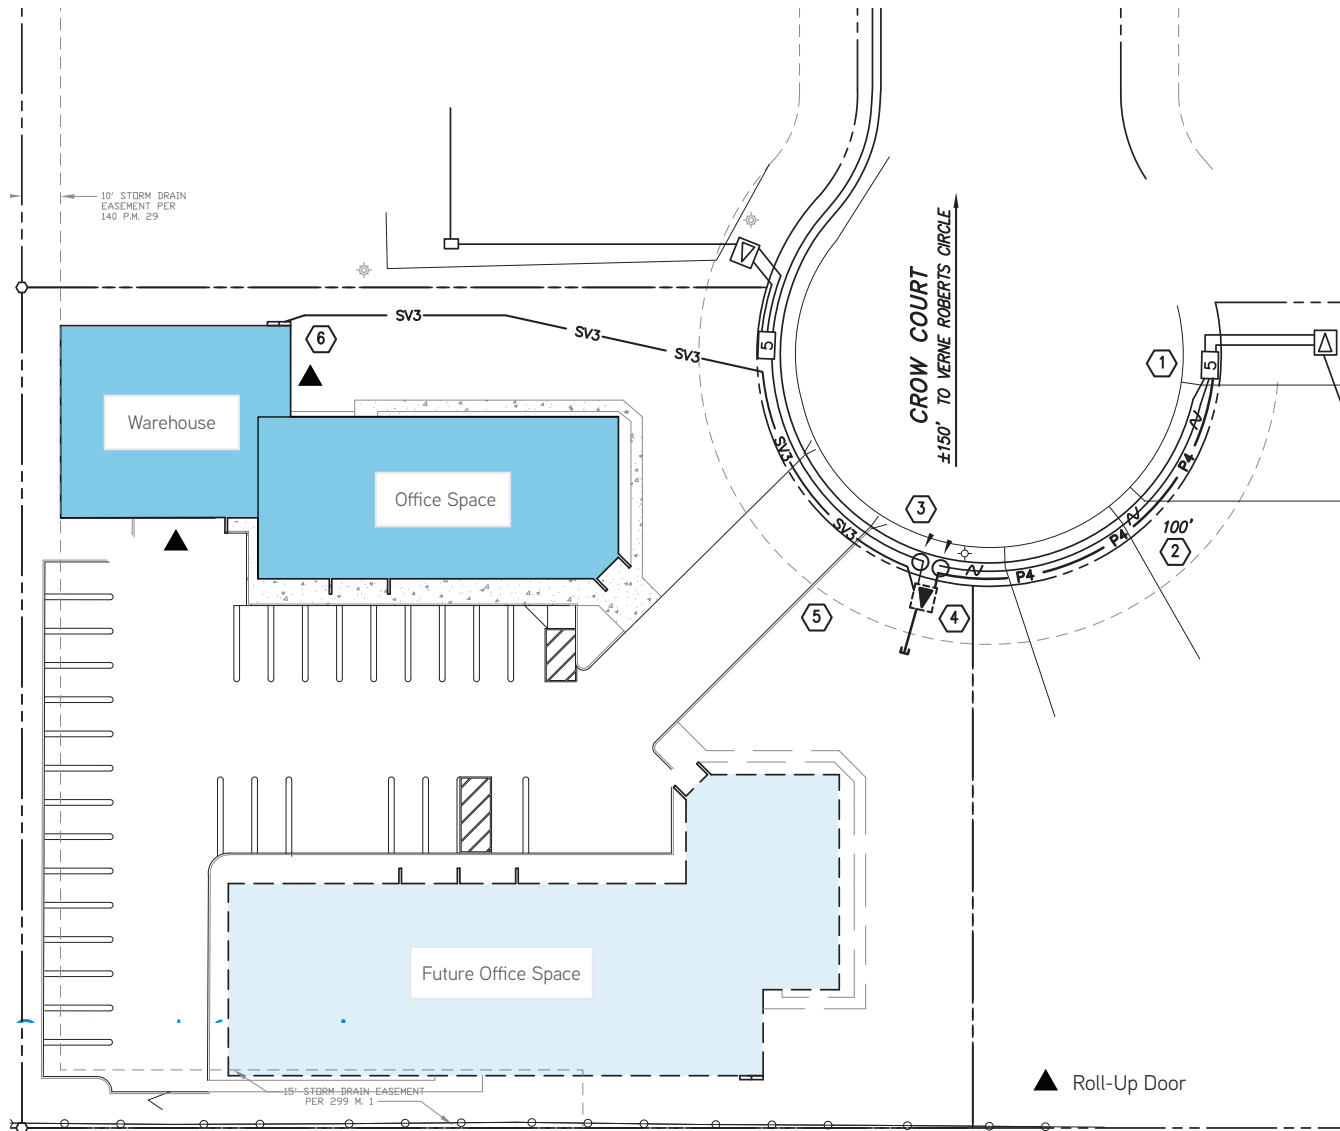 10' STORM DRAIN
EASEMENT PER
140 P.M. 29
CROW COURT
±150' TO VERNE ROBERTS CIRCLE
SV3
SV3
SV3
6
5
5
1
Warehouse
Office Space
SV3
SV3
P4
P4
P4
100'
2
3
4
5
Future Office Space
15' STORM DRAIN EASEMENT
PER 299 M. 1
Roll-Up Door